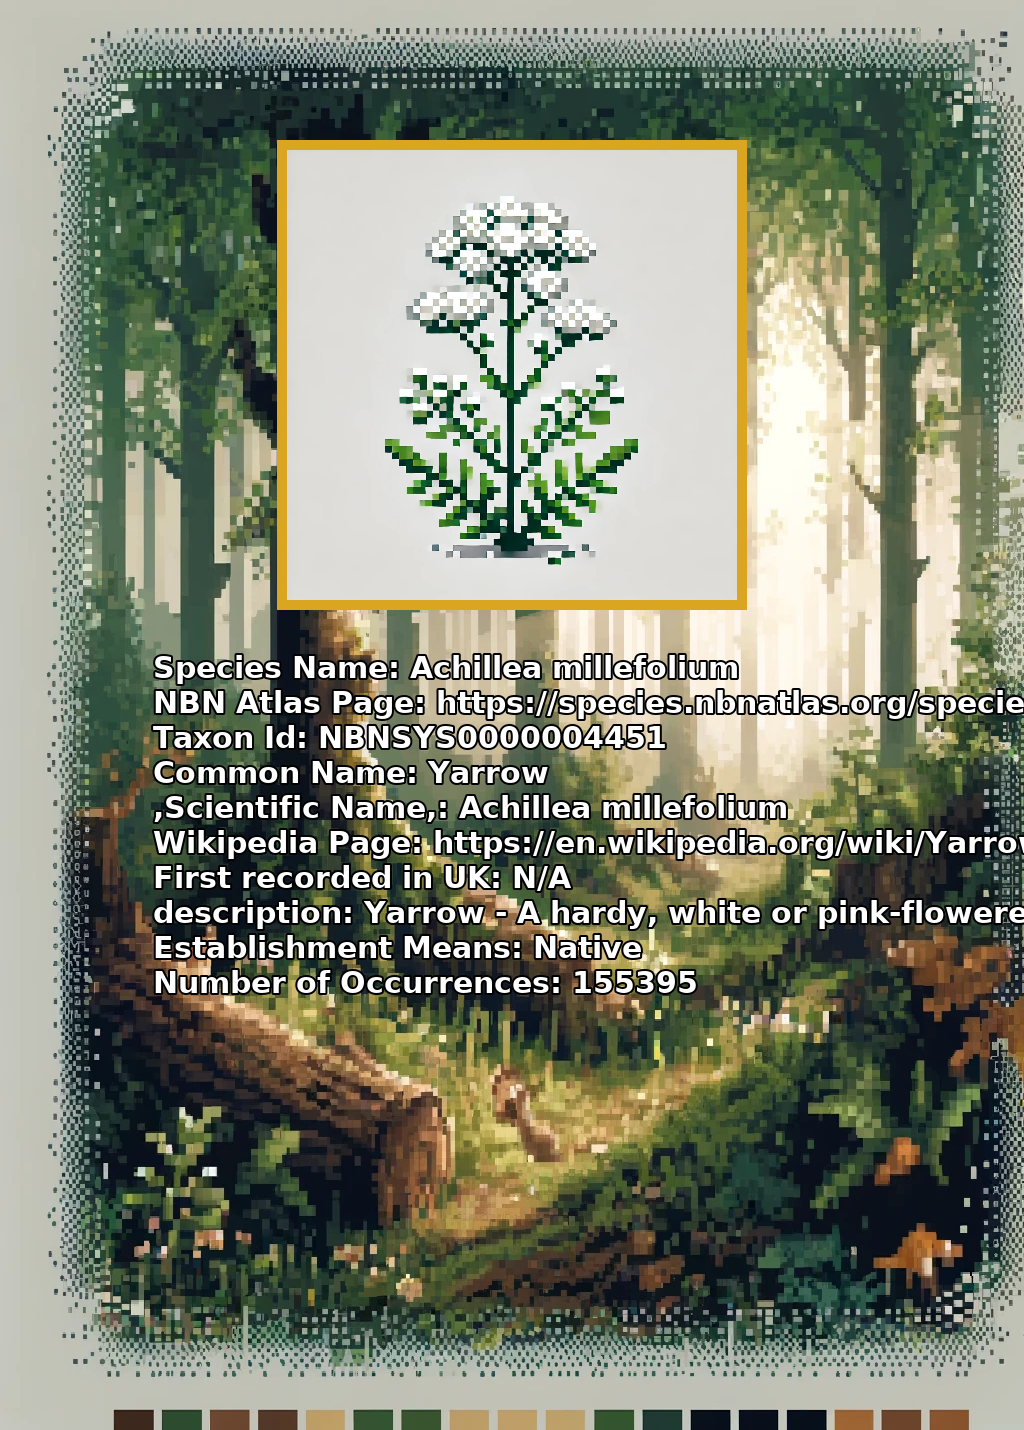 Species Name: Achillea millefolium
NBN Atlas Page: https://species.nbnatlas.org/specie
Taxon Id: NBNSYS0000004451
Common Name: Yarrow
,Scientific Name,: Achillea millefolium
Wikipedia Page: https://en.wikipedia.org/wiki/Yarrow
First recorded in UK: N/A
description: Yarrow - A hardy, white or pink-flowere
Establishment Means: Native
Number of Occurrences: 155395